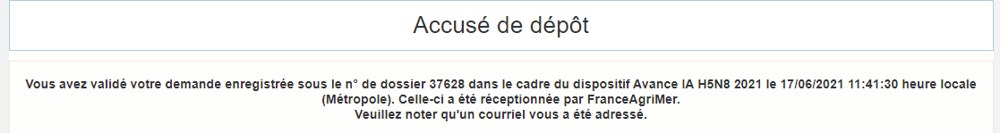 Accusé de dépôt
Vous avez validé votre demande enregistrée sous le n° de dossier 37628 dans le cadre du dispositif Avance IA H5N8 2021 le 17/06/2021 11:41:30 heure locale
(Métropole). Celle-ci a été réceptionnée par FranceAgriMer.
Veuillez noter qu'un courriel vous a été adressé.